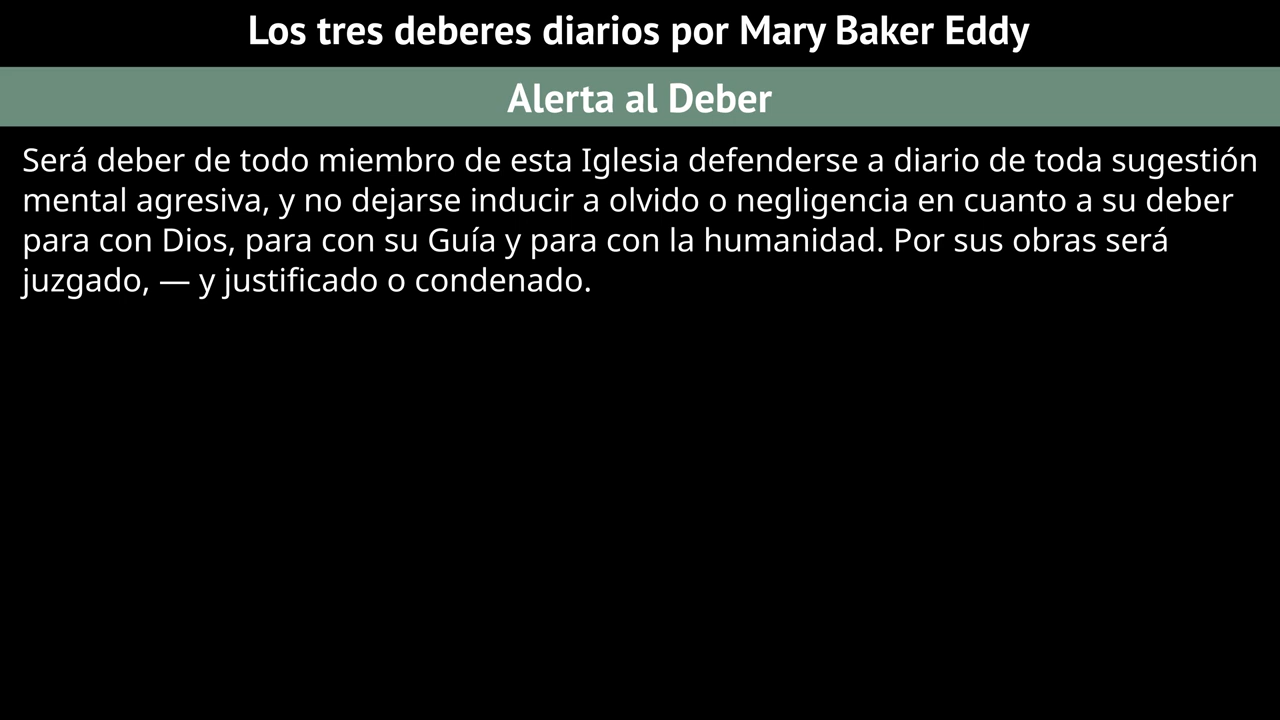 Los tres deberes diarios por Mary Baker Eddy
Alerta al Deber
Será deber de todo miembro de esta Iglesia defenderse a diario de toda sugestión
mental agresiva, y no dejarse inducir a olvido o negligencia en cuanto a su deber
para con Dios, para con su Guía y para con la humanidad. Por sus obras será
juzgado, — y justificado o condenado.